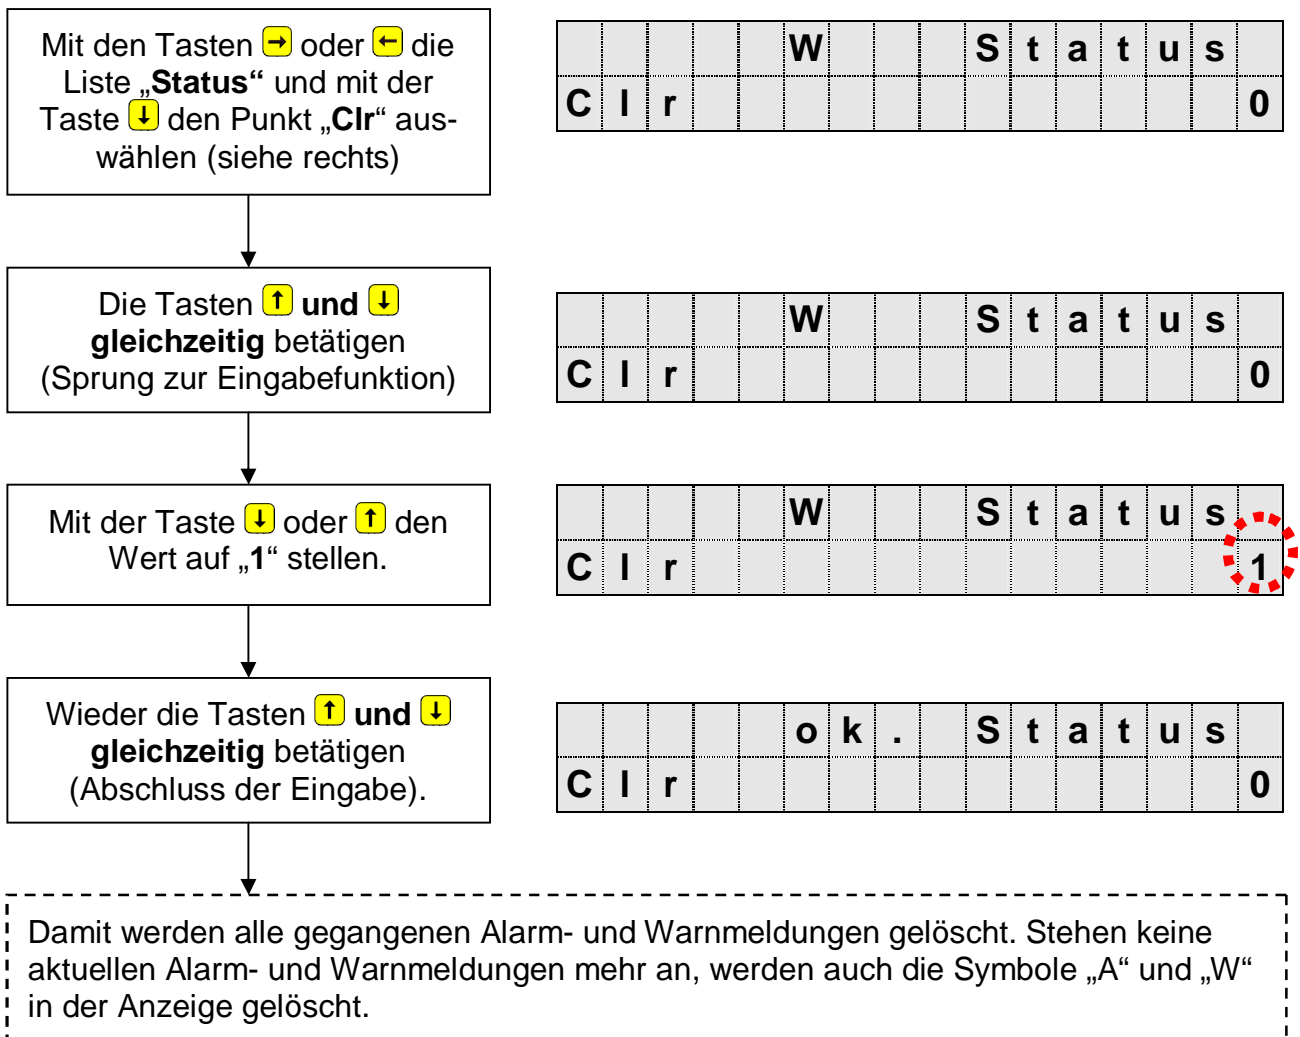 Mit den Tasten → oder ← die
Liste „Status“ und mit der
Taste ↓ den Punkt „Clr“ aus-
wählen (siehe rechts)
W Status
Clr 0
Die Tasten ↑ und ↓
gleichzeitig betätigen
(Sprung zur Eingabefunktion)
W Status
Clr 0
Mit der Taste ↓ oder ↑ den
Wert auf „1“ stellen.
W Status
Clr 1
Wieder die Tasten ↑ und ↓
gleichzeitig betätigen
(Abschluss der Eingabe).
ok. Status
Clr 0
Damit werden alle gegangenen Alarm- und Warnmeldungen gelöscht. Stehen keine
aktuellen Alarm- und Warnmeldungen mehr an, werden auch die Symbole „A“ und „W“
in der Anzeige gelöscht.